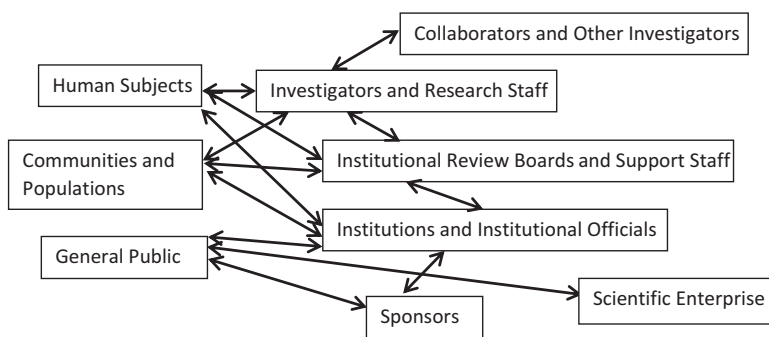 Collaborators and Other Investigators
Human Subjects
Investigators and Research Staff
Communities and
Populations
Institutional Review Boards and Support Staff
Institutions and Institutional Officials
General Public
Scientific Enterprise
Sponsors